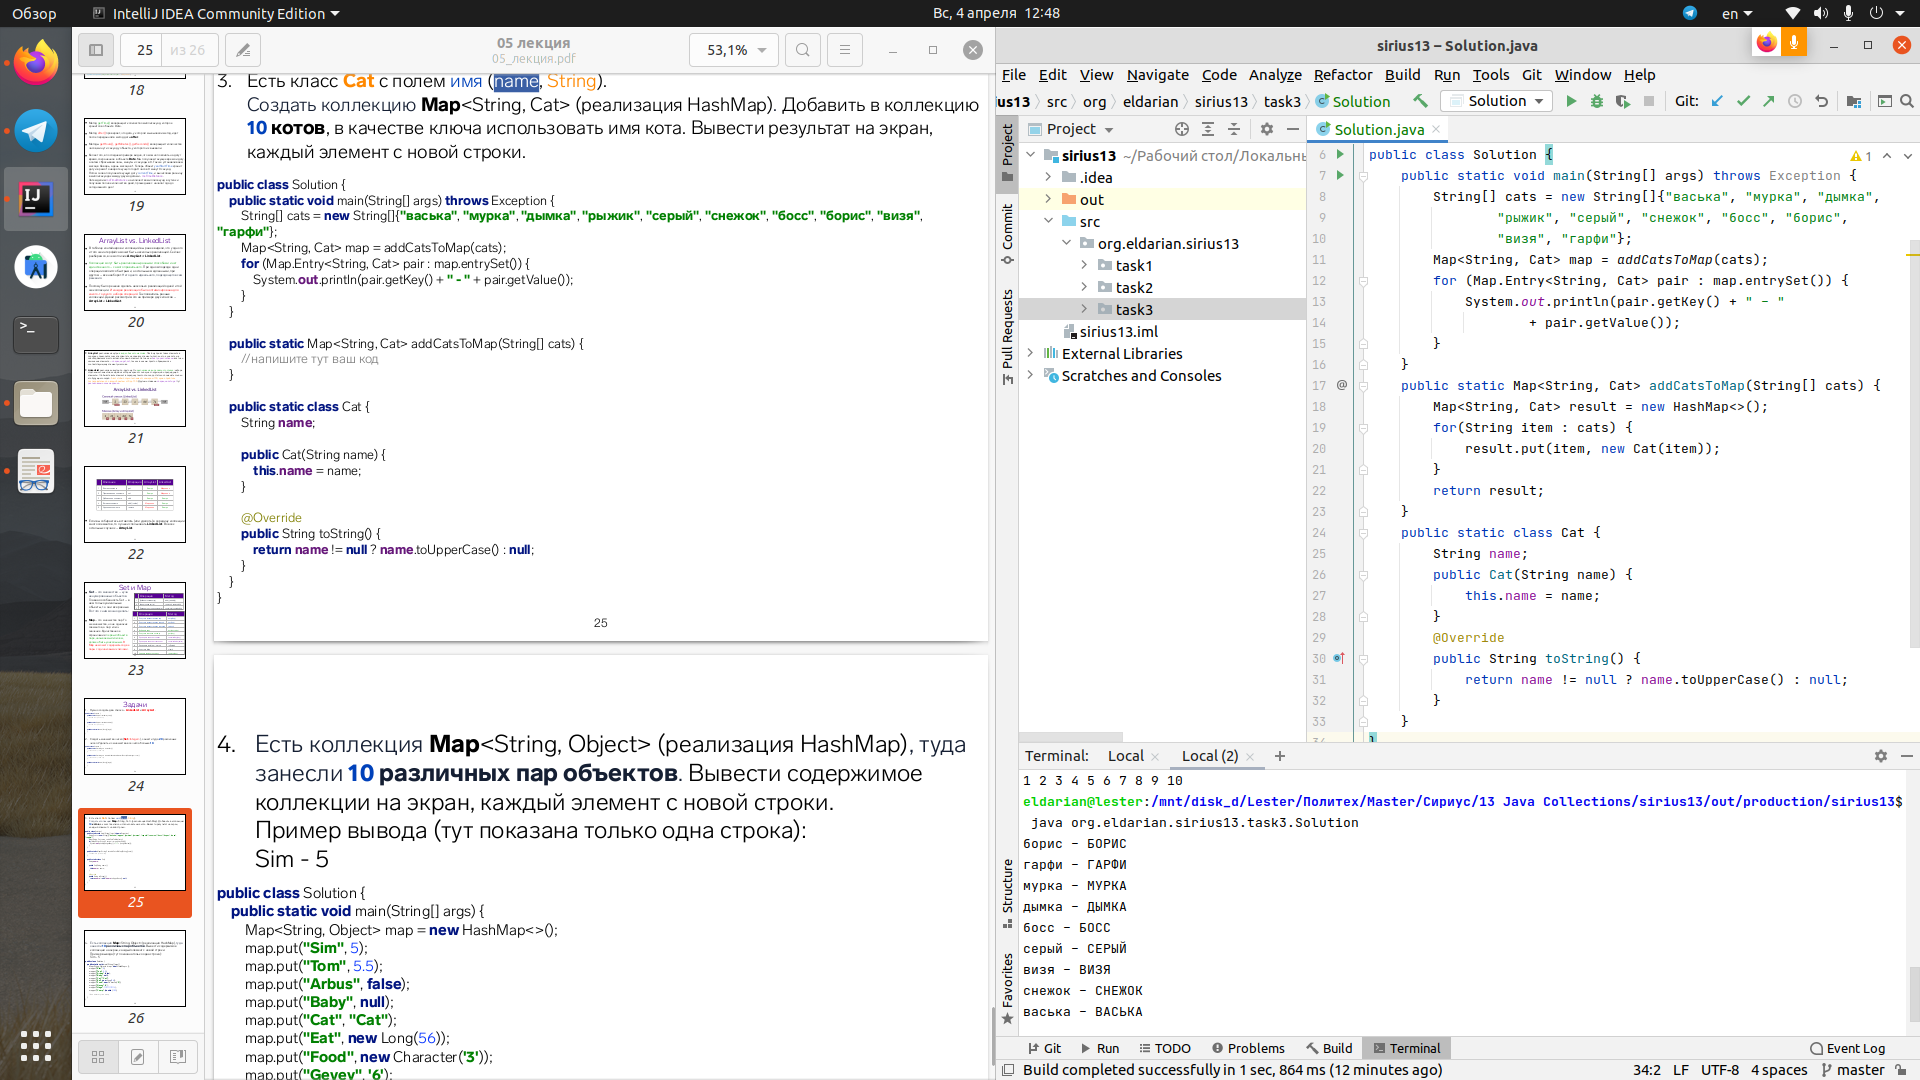 Обзор
IntelliJ IDEA Community Edition
Вс, 4 апреля 12:48
en
25 из 26
05 лекция
05_лекция.pdf
53,1%
18
19
ArrayList vs. LinkedList
20
21
22
Set и Map
23
Задачи
24
25
26
3. Есть класс Cat с полем имя (name, String).
Создать коллекцию Map<String, Cat> (реализация HashMap). Добавить в коллекцию
10 котов, в качестве ключа использовать имя кота. Вывести результат на экран,
каждый элемент с новой строки.
public class Solution {
public static void main(String[] args) throws Exception {
String[] cats = new String[]{"васька", "мурка", "дымка", "рыжик", "серый", "снежок", "босс", "борис", "визя",
"гарфи"};
Map<String, Cat> map = addCatsToMap(cats);
for (Map.Entry<String, Cat> pair : map.entrySet()) {
System.out.println(pair.getKey() + " - " + pair.getValue());
}
}
public static Map<String, Cat> addCatsToMap(String[] cats) {
//напишите тут ваш код
}
public static class Cat {
String name;
public Cat(String name) {
this.name = name;
}
@Override
public String toString() {
return name != null ? name.toUpperCase() : null;
}
}
}
25
4. Есть коллекция Map<String, Object> (реализация HashMap), туда
занесли 10 различных пар объектов. Вывести содержимое
коллекции на экран, каждый элемент с новой строки.
Пример вывода (тут показана только одна строка):
Sim - 5
public class Solution {
public static void main(String[] args) {
Map<String, Object> map = new HashMap<>();
map.put("Sim", 5);
map.put("Tom", 5.5);
map.put("Arbus", false);
map.put("Baby", null);
map.put("Cat", "Cat");
map.put("Eat", new Long(56));
map.put("Food", new Character('3'));
map.put("Gevey", '6');
sirius13 – Solution.java
File Edit View Navigate Code Analyze Refactor Build Run Tools Git Window Help
us13 src org eldarian sirius13 task3 Solution
Solution
Git:
Project
Solution.java
Project
Commit
Pull Requests
Structure
Favorites
sirius13 ~/Рабочий стол/Локальн
.idea
out
src
org.eldarian.sirius13
task1
task2
task3
sirius13.iml
External Libraries
Scratches and Consoles
1
6 public class Solution {
7 public static void main(String[] args) throws Exception {
8 String[] cats = new String[]{"васька", "мурка", "дымка",
9 "рыжик", "серый", "снежок", "босс", "борис",
10 "визя", "гарфи"};
11 Map<String, Cat> map = addCatsToMap(cats);
12 for (Map.Entry<String, Cat> pair : map.entrySet()) {
13 System.out.println(pair.getKey() + " - "
14 + pair.getValue());
15 }
16 }
17 @ public static Map<String, Cat> addCatsToMap(String[] cats) {
18 Map<String, Cat> result = new HashMap<>();
19 for(String item : cats) {
20 result.put(item, new Cat(item));
21 }
22 return result;
23 }
24 public static class Cat {
25 String name;
26 public Cat(String name) {
27 this.name = name;
28 }
29 @Override
30 public String toString() {
31 return name != null ? name.toUpperCase() : null;
32 }
33 }
34 }
Terminal: Local Local (2)
1 2 3 4 5 6 7 8 9 10
eldarian@lester:/mnt/disk_d/Lester/Политех/Master/Сириус/13 Java Collections/sirius13/out/production/sirius13$
java org.eldarian.sirius13.task3.Solution
борис - БОРИС
гарфи - ГАРФИ
мурка - МУРКА
дымка - ДЫМКА
босс - БОСС
серый - СЕРЫЙ
визя - ВИЗЯ
снежок - СНЕЖОК
васька - ВАСЬКА
Git Run TODO Problems Build Terminal Event Log
Build completed successfully in 1 sec, 864 ms (12 minutes ago) 34:2 LF UTF-8 4 spaces master